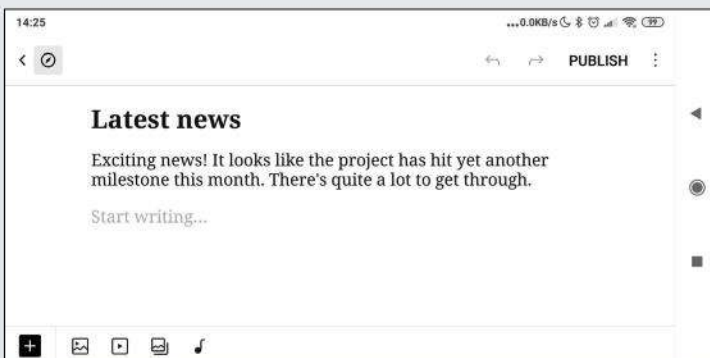 14:25
...0.0KB/s 99
PUBLISH
Latest news
Exciting news! It looks like the project has hit yet another
milestone this month. There's quite a lot to get through.
Start writing...